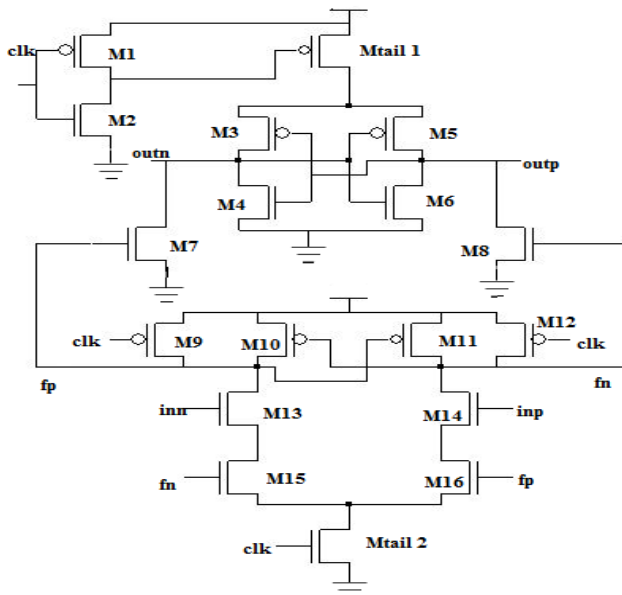 clk
M1
Mtail 1
M2
M3
M5
outn
outp
M4
M6
M7
M8
clk
M9
M10
M11
M12
clk
fp
fn
inn
M13
M14
inp
fn
M15
M16
fp
clk
Mtail 2